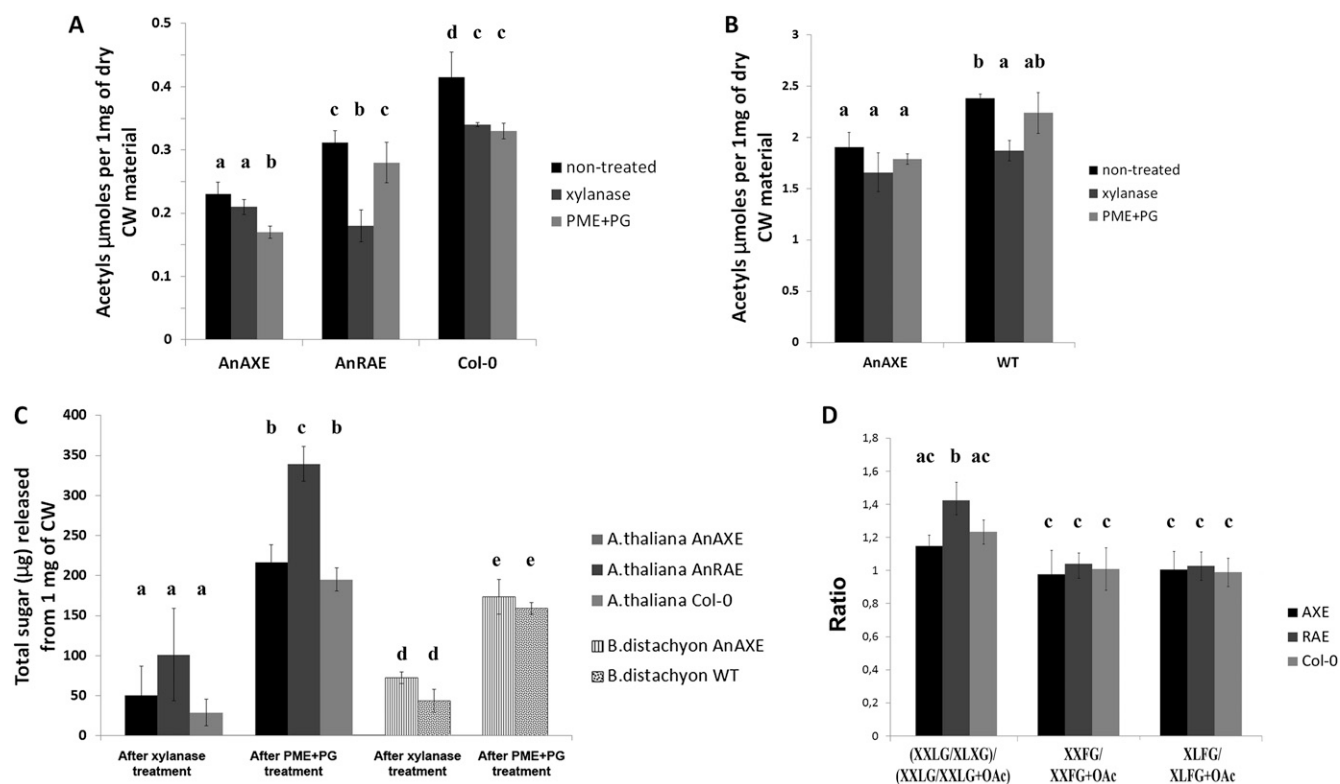 A
Acetyls µmoles per 1mg of dry
CW material
0.5
0.4
0.3
0.2
0.1
0
a a b
c b c
d c c
AnAXE AnRAE Col-0
non-treated
xylanase
PME+PG
B
Acetyls µmoles per 1mg of dry
CW material
3
2.5
2
1.5
1
0.5
0
a a a
b a ab
AnAXE WT
non-treated
xylanase
PME+PG
C
Total sugar (µg) released
from 1 mg of CW
400
350
300
250
200
150
100
50
0
a a a
b c b
d d
e e
After xylanase
treatment
After PME+PG
treatment
After xylanase
treatment
After PME+PG
treatment
A.thaliana AnAXE
A.thaliana AnRAE
A.thaliana Col-0
B.distachyon AnAXE
B.distachyon WT
D
Ratio
1,8
1,6
1,4
1,2
1
0,8
0,6
0,4
0,2
0
ac b ac
c c c
c c c
(XXLG/XLXG)/
(XXLG/XXLG+OAc)
XXFG/
XXFG+OAc
XLFG/
XLFG+OAc
AXE
RAE
Col-0